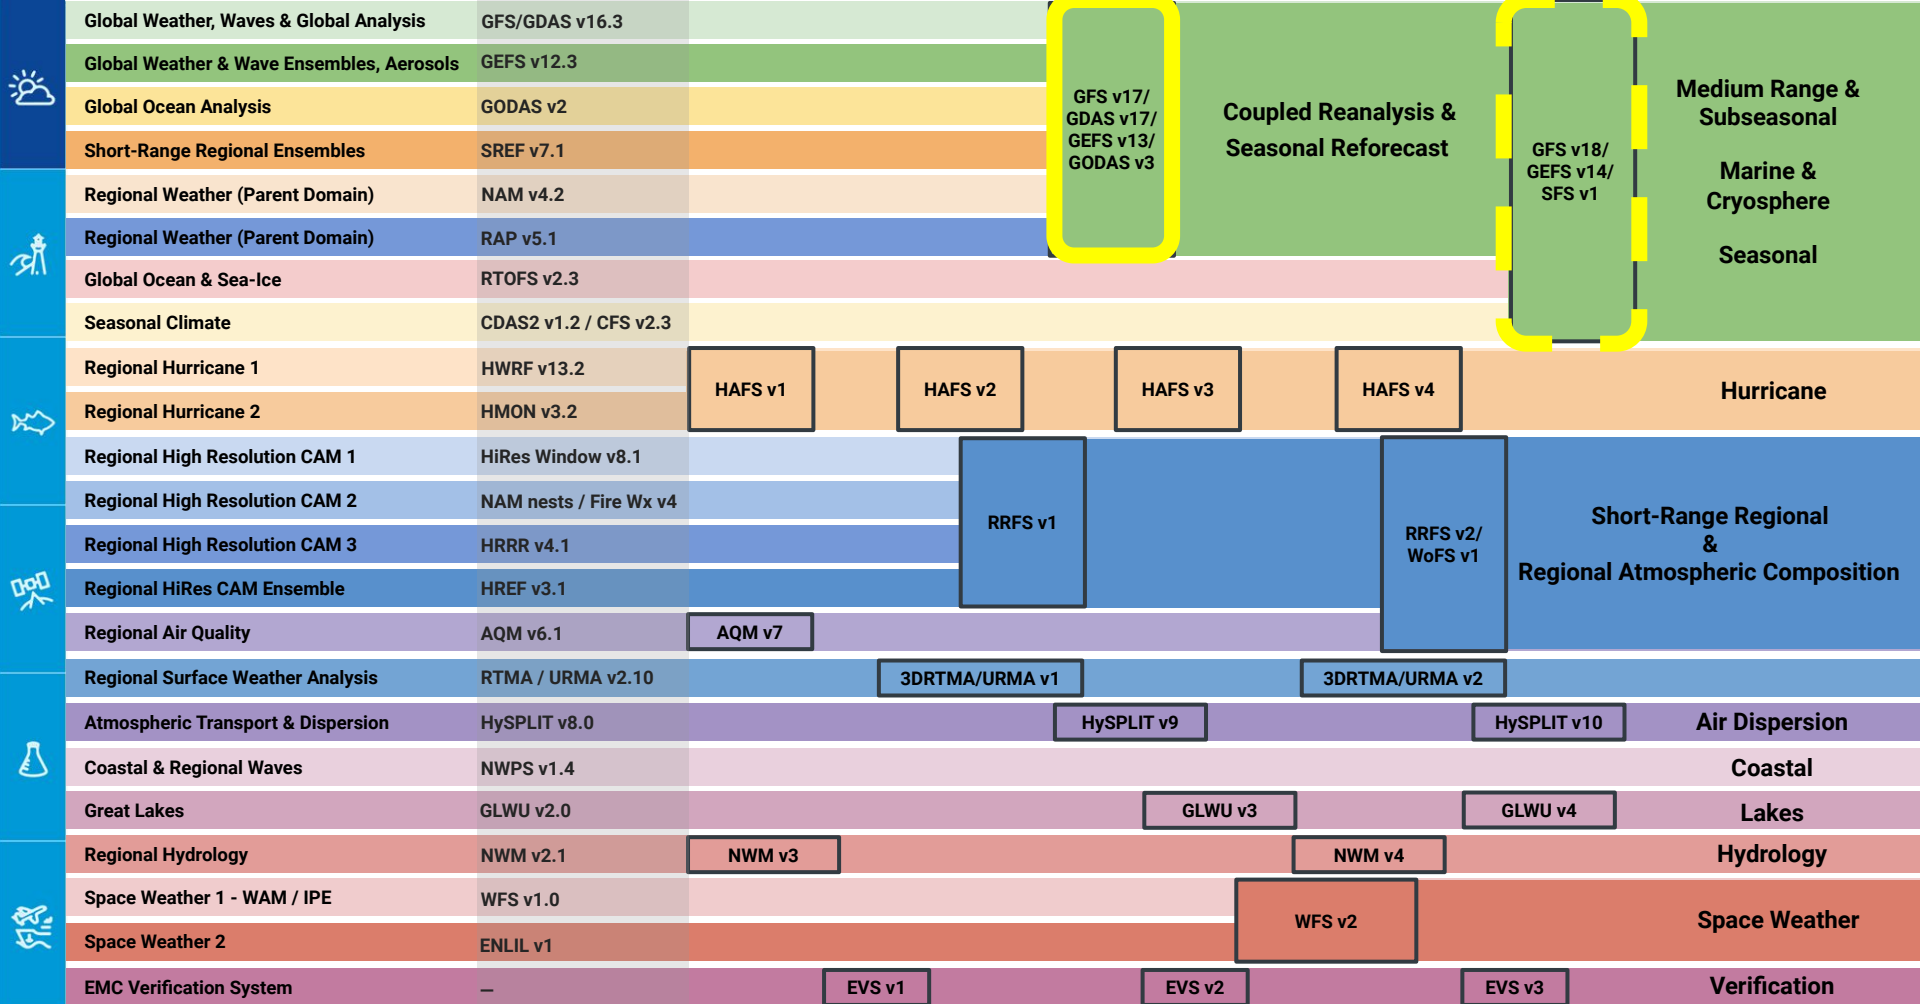 Global Weather, Waves & Global Analysis GFS/GDAS v16.3
Global Weather & Wave Ensembles, Aerosols GEFS v12.3
Global Ocean Analysis GODAS v2
Short-Range Regional Ensembles SREF v7.1
Regional Weather (Parent Domain) NAM v4.2
Regional Weather (Parent Domain) RAP v5.1
Global Ocean & Sea-Ice RTOFS v2.3
Seasonal Climate CDAS2 v1.2 / CFS v2.3
GFS v17/
GDAS v17/
GEFS v13/
GODAS v3
Coupled Reanalysis &
Seasonal Reforecast
GFS v18/
GEFS v14/
SFS v1
Medium Range &
Subseasonal
Marine &
Cryosphere
Seasonal
Regional Hurricane 1 HWRF v13.2
Regional Hurricane 2 HMON v3.2
HAFS v1 HAFS v2 HAFS v3 HAFS v4 Hurricane
Regional High Resolution CAM 1 HiRes Window v8.1
Regional High Resolution CAM 2 NAM nests / Fire Wx v4
Regional High Resolution CAM 3 HRRR v4.1
Regional HiRes CAM Ensemble HREF v3.1
RRFS v1
RRFS v2/
WoFS v1
Short-Range Regional
&
Regional Atmospheric Composition
Regional Air Quality AQM v6.1 AQM v7
Regional Surface Weather Analysis RTMA / URMA v2.10 3DRTMA/URMA v1 3DRTMA/URMA v2
Atmospheric Transport & Dispersion HySPLIT v8.0 HySPLIT v9 HySPLIT v10 Air Dispersion
Coastal & Regional Waves NWPS v1.4 Coastal
Great Lakes GLWU v2.0 GLWU v3 GLWU v4 Lakes
Regional Hydrology NWM v2.1 NWM v3 NWM v4 Hydrology
Space Weather 1 - WAM / IPE WFS v1.0
Space Weather 2 ENLIL v1
WFS v2 Space Weather
EMC Verification System – EVS v1 EVS v2 EVS v3 Verification